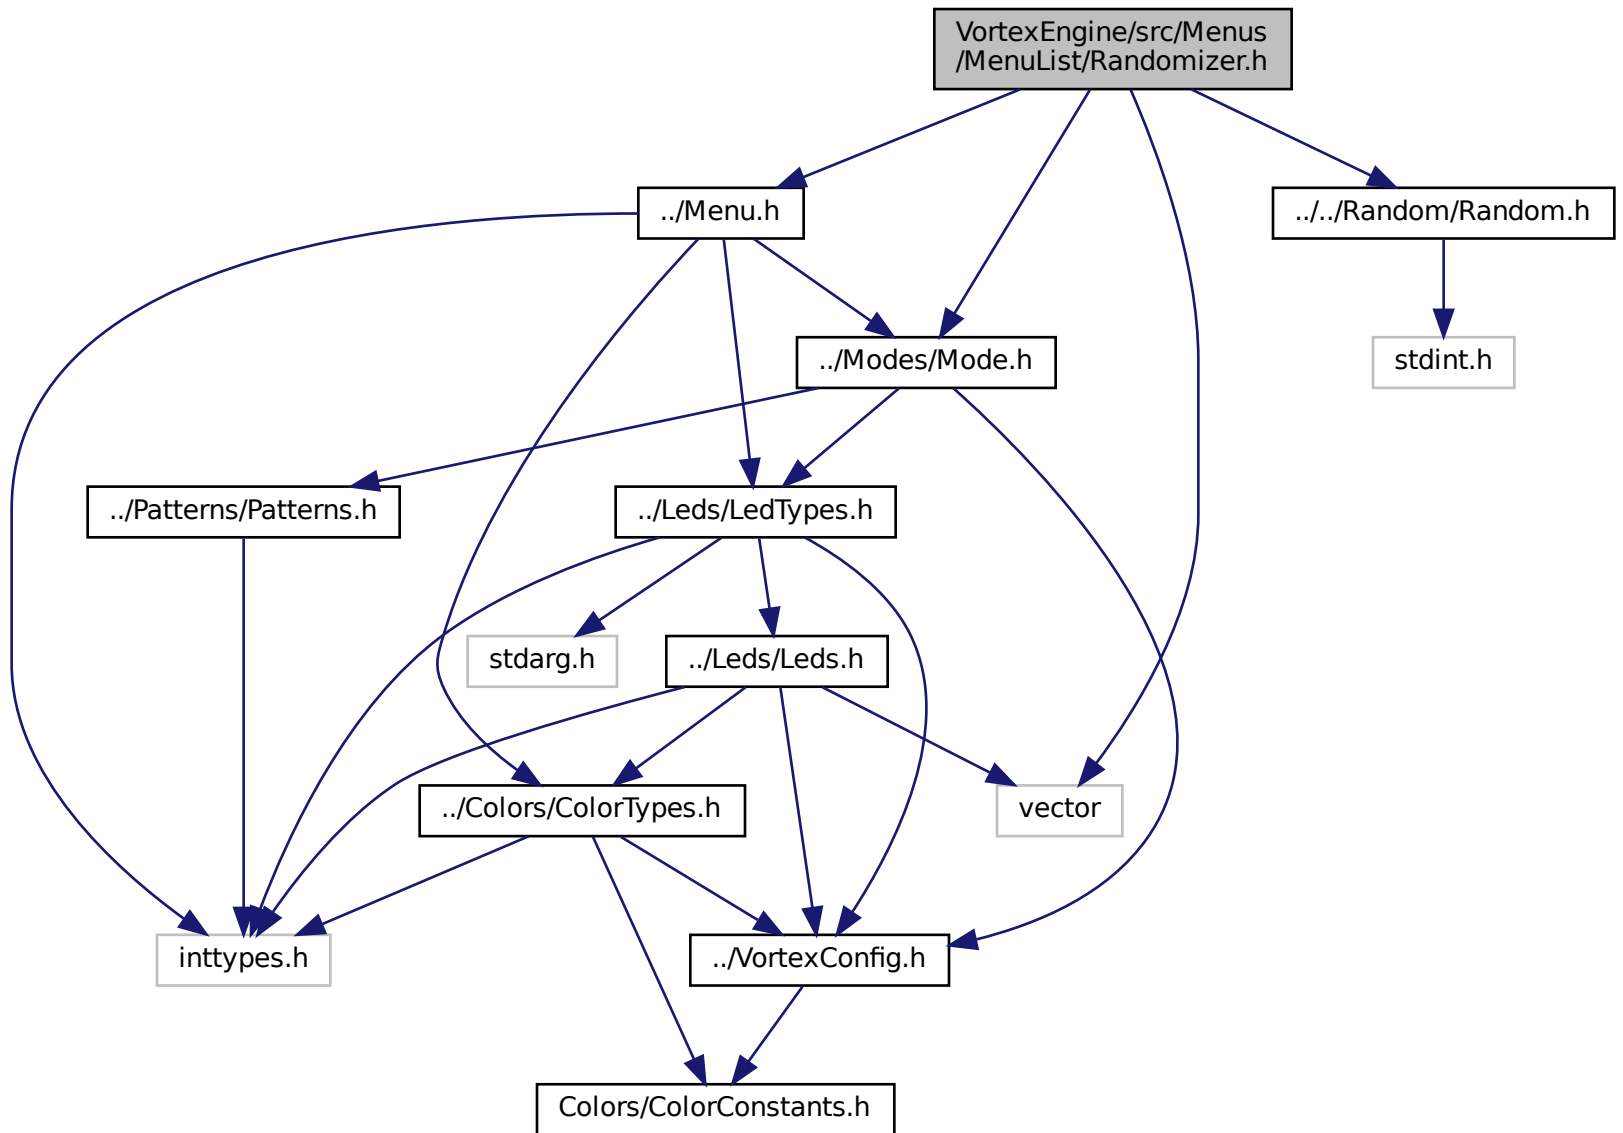 VortexEngine/src/Menus
/MenuList/Randomizer.h
../Menu.h
../../Random/Random.h
../Modes/Mode.h
stdint.h
../Patterns/Patterns.h
../Leds/LedTypes.h
stdarg.h
../Leds/Leds.h
../Colors/ColorTypes.h
vector
inttypes.h
../VortexConfig.h
Colors/ColorConstants.h